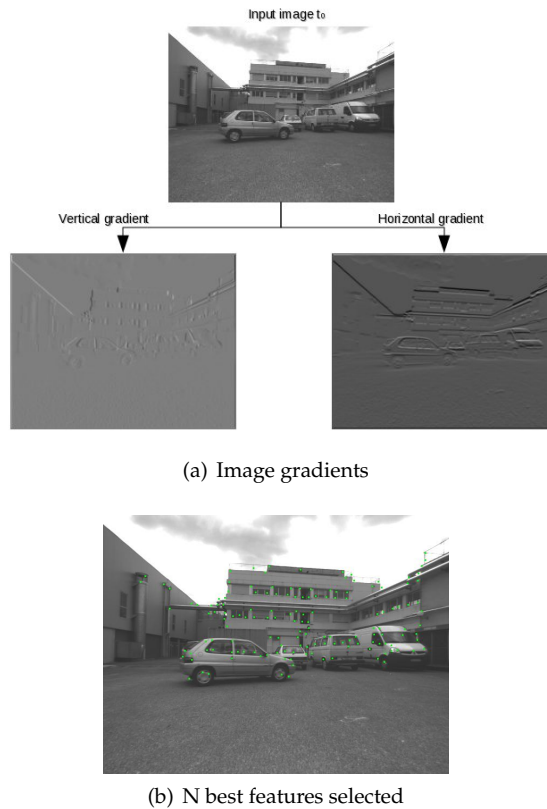 Input image t₀
Vertical gradient
Horizontal gradient
(a) Image gradients
(b) N best features selected